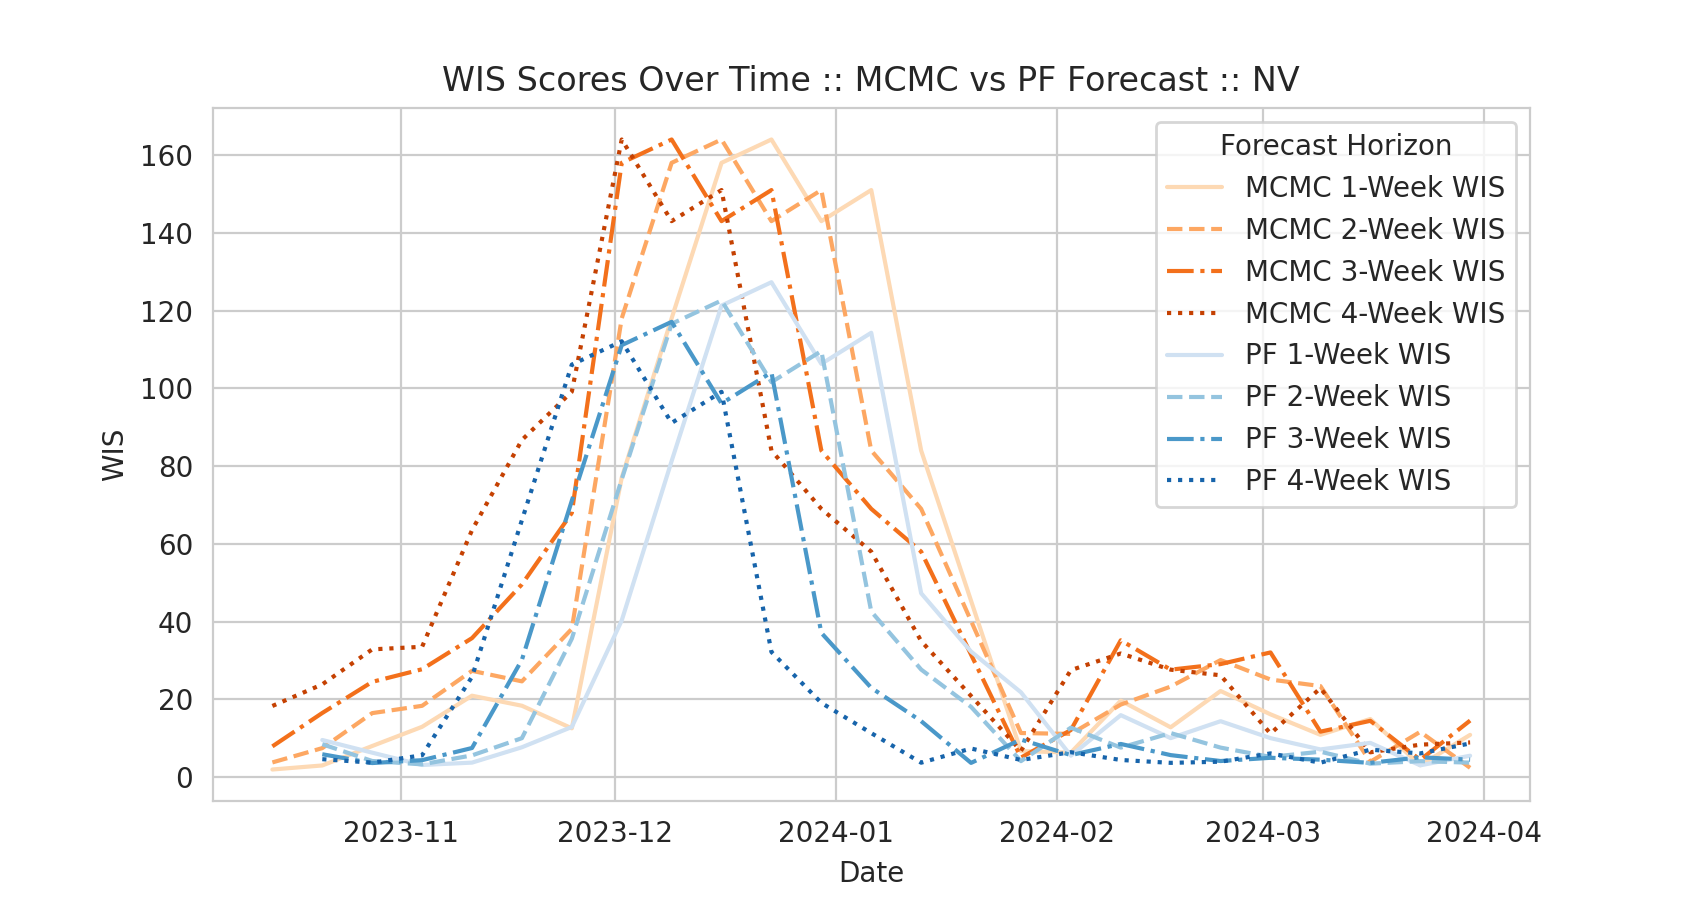 WIS Scores Over Time :: MCMC vs PF Forecast :: NV
Forecast Horizon
MCMC 1-Week WIS
MCMC 2-Week WIS
MCMC 3-Week WIS
MCMC 4-Week WIS
PF 1-Week WIS
PF 2-Week WIS
PF 3-Week WIS
PF 4-Week WIS
WIS
160
140
120
100
80
60
40
20
0
2023-11 2023-12 2024-01 2024-02 2024-03 2024-04
Date